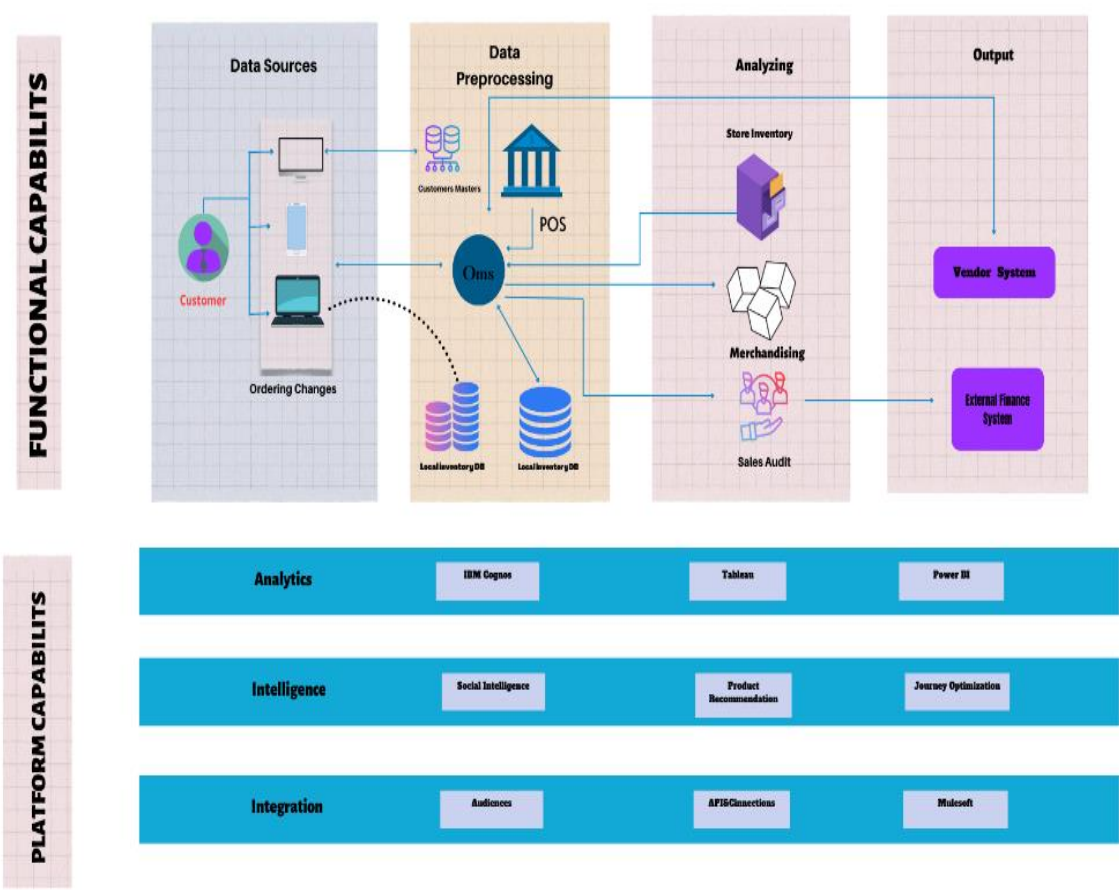 FUNCTIONAL CAPABILITS
Data Sources
Customer
Ordering Changes
Data
Preprocessing
Customers Masters
POS
Oms
Local inventory DB
Local inventory DB
Analyzing
Store Inventory
Merchandising
Sales Audit
Output
Vendor System
External Finance
System
PLATFORM CAPABILITS
Analytics
IBM Cognos
Tableau
Power BI
Intelligence
Social Intelligence
Product
Recommendation
Journey Optimization
Integration
Audiences
API&Cinnections
Mulesoft